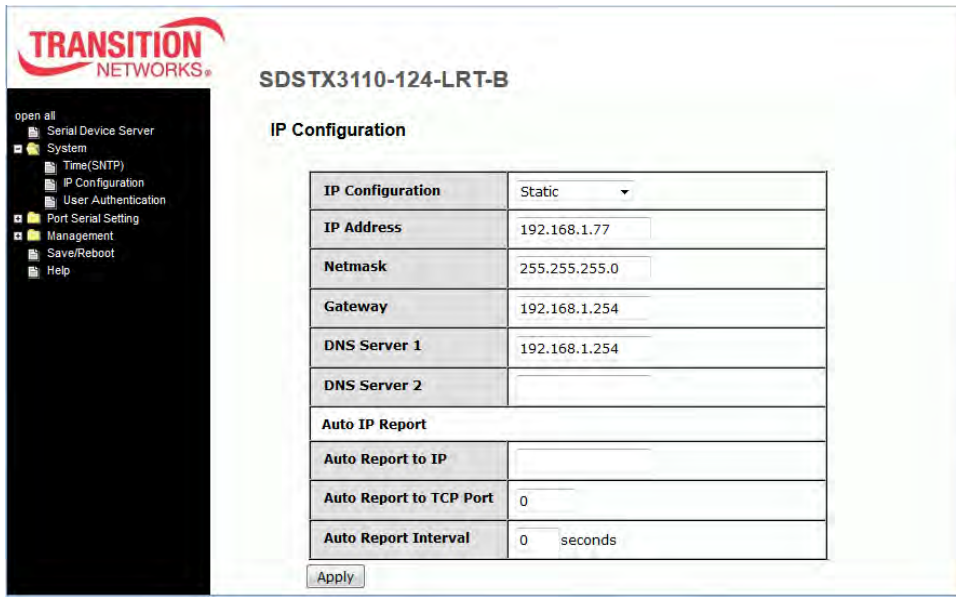 TRANSITION
NETWORKS®
SDSTX3110-124-LRT-B
open all
Serial Device Server
System
Time(SNTP)
IP Configuration
User Authentication
Port Serial Setting
Management
Save/Reboot
Help
IP Configuration
IP Configuration Static
IP Address 192.168.1.77
Netmask 255.255.255.0
Gateway 192.168.1.254
DNS Server 1 192.168.1.254
DNS Server 2
Auto IP Report
Auto Report to IP
Auto Report to TCP Port 0
Auto Report Interval 0 seconds
Apply